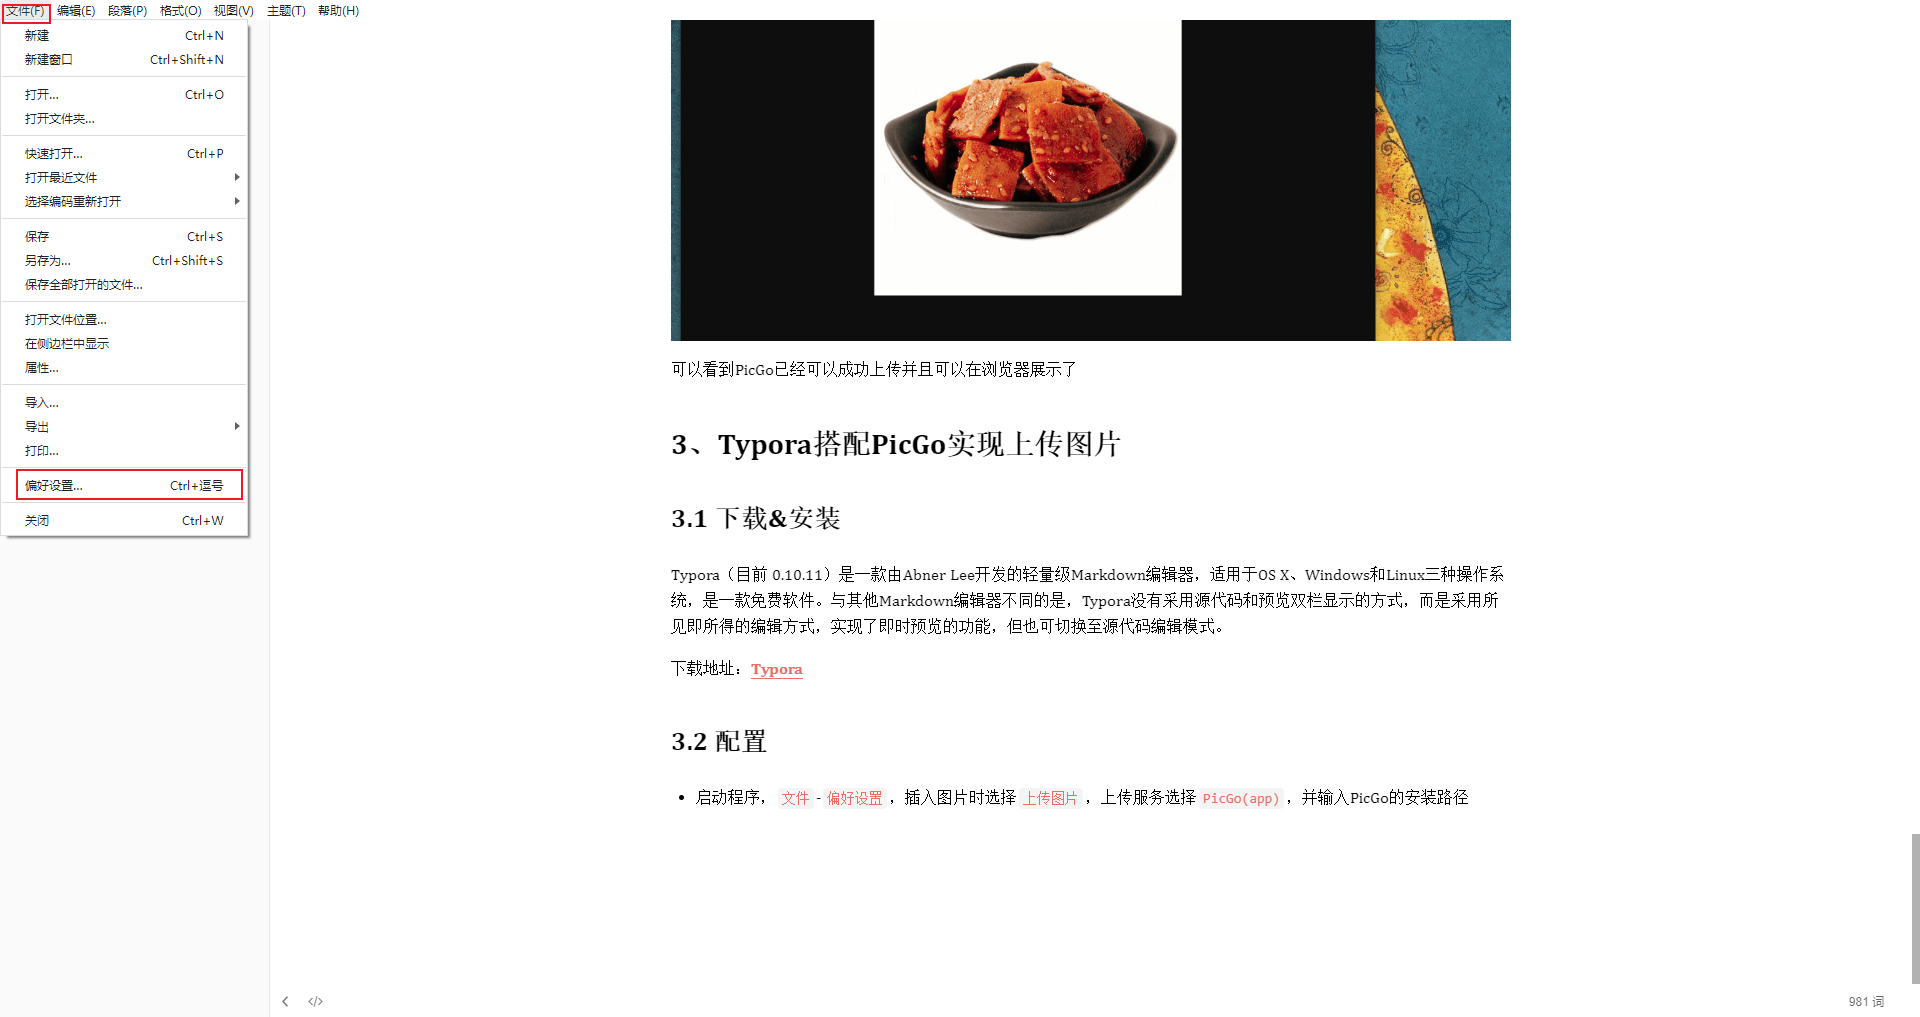 文件(F) 编辑(E) 段落(P) 格式(O) 视图(V) 主题(T) 帮助(H)
新建 Ctrl+N
新建窗口 Ctrl+Shift+N
打开... Ctrl+O
打开文件夹...
快速打开... Ctrl+P
打开最近文件
选择编码重新打开
保存 Ctrl+S
另存为... Ctrl+Shift+S
保存全部打开的文件...
打开文件位置...
在侧边栏中显示
属性...
导入...
导出
打印...
偏好设置... Ctrl+逗号
关闭 Ctrl+W
可以看到PicGo已经可以成功上传并且可以在浏览器展示了
3、Typora搭配PicGo实现上传图片
3.1 下载&安装
Typora（目前 0.10.11）是一款由Abner Lee开发的轻量级Markdown编辑器，适用于OS X、Windows和Linux三种操作系
统，是一款免费软件。与其他Markdown编辑器不同的是，Typora没有采用源代码和预览双栏显示的方式，而是采用所
见即所得的编辑方式，实现了即时预览的功能，但也可切换至源代码编辑模式。
下载地址：Typora
3.2 配置
• 启动程序，文件 - 偏好设置，插入图片时选择 上传图片，上传服务选择 PicGo(app)，并输入PicGo的安装路径
</> 981 词